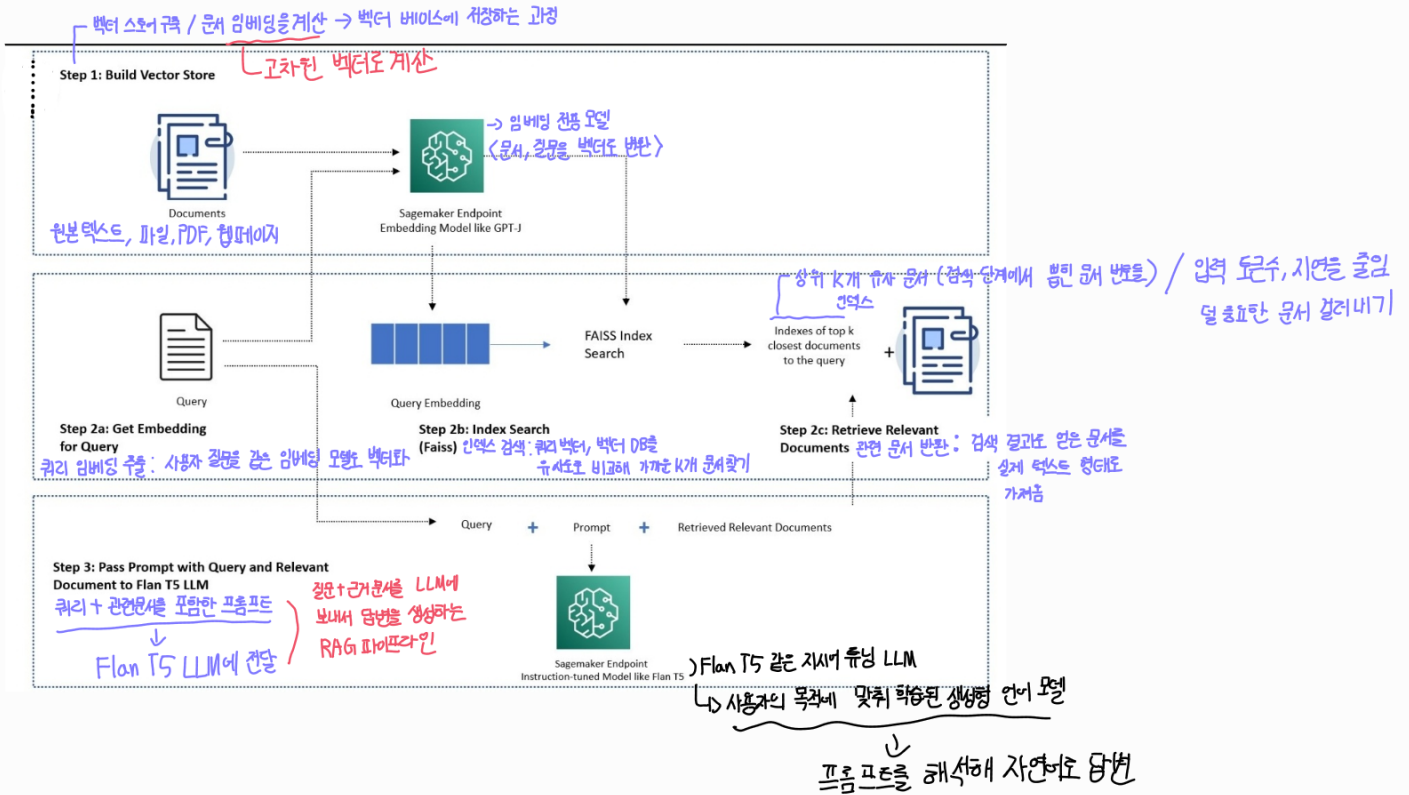 벡터 스토어 구축 / 문서 임베딩을 계산 → 벡터 베이스에 저장하는 과정
고차원 벡터로 계산
Step 1: Build Vector Store
→ 임베딩 전용 모델
<문서, 질문을 벡터로 변환>
Documents
원본 텍스트, 파일, PDF, 웹페이지
Sagemaker Endpoint
Embedding Model like GPT-J
상위 K개 유사 문서 (검색 단계에서 뽑힌 문서 번호들) / 입력 토큰수, 지연을 줄임
인덱스
덜 중요한 문서 걸러내기
Indexes of top k
closest documents
to the query
+
FAISS Index
Search
Query
Query Embedding
Step 2a: Get Embedding
for Query
쿼리 임베딩 추출 : 사용자 질문을 같은 임베딩 모델로 벡터화
Step 2b: Index Search
(Faiss) 인덱스 검색 : 쿼리 벡터, 벡터 DB를
유사도로 비교해 가까운 K개 문서 찾기
Step 2c: Retrieve Relevant
Documents 관련 문서 반환 : 검색 결과로 얻은 문서를
실제 텍스트 형태로
가져옴
Query + Prompt + Retrieved Relevant Documents
Step 3: Pass Prompt with Query and Relevant
Document to Flan T5 LLM
쿼리 + 관련문서를 포함한 프롬프트
Flan T5 LLM에 전달
질문+근거문서를 LLM에
보내서 답변을 생성하는
RAG 파이프라인
Sagemaker Endpoint
Instruction-tuned Model like Flan T5
Flan T5 같은 지시어 튜닝 LLM
사용자의 목적에 맞춰 학습된 생성형 언어 모델
프롬프트를 해석해 자연어로 답변